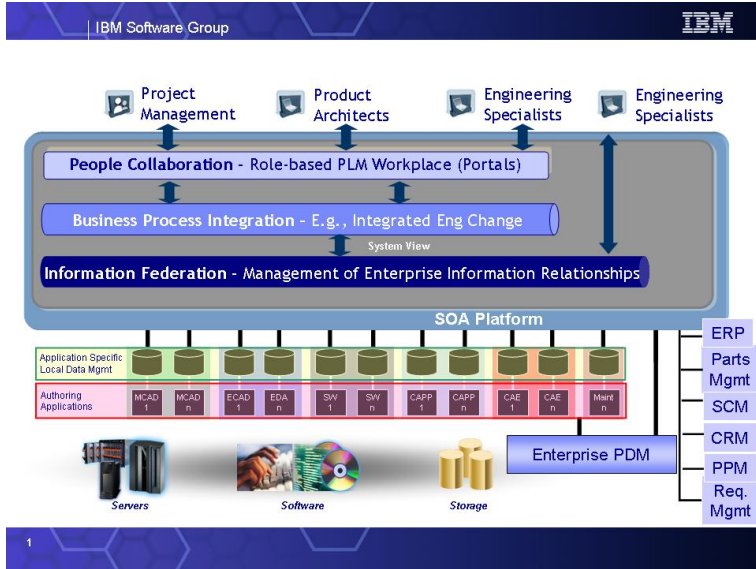 IBM Software Group
IBM
Project
Management
Product
Architects
Engineering
Specialists
Engineering
Specialists
People Collaboration - Role-based PLM Workplace (Portals)
Business Process Integration - E.g., Integrated Eng Change
System View
Information Federation - Management of Enterprise Information Relationships
SOA Platform
Application Specific
Local Data Mgmt
Authoring
Applications
MCAD
1
MCAD
n
ECAD
1
EDA
n
SW
1
SW
n
CAPP
1
CAPP
n
CAE
1
CAE
n
Maint
n
ERP
Parts
Mgmt
SCM
CRM
PPM
Req.
Mgmt
Enterprise PDM
Servers
Software
Storage
1